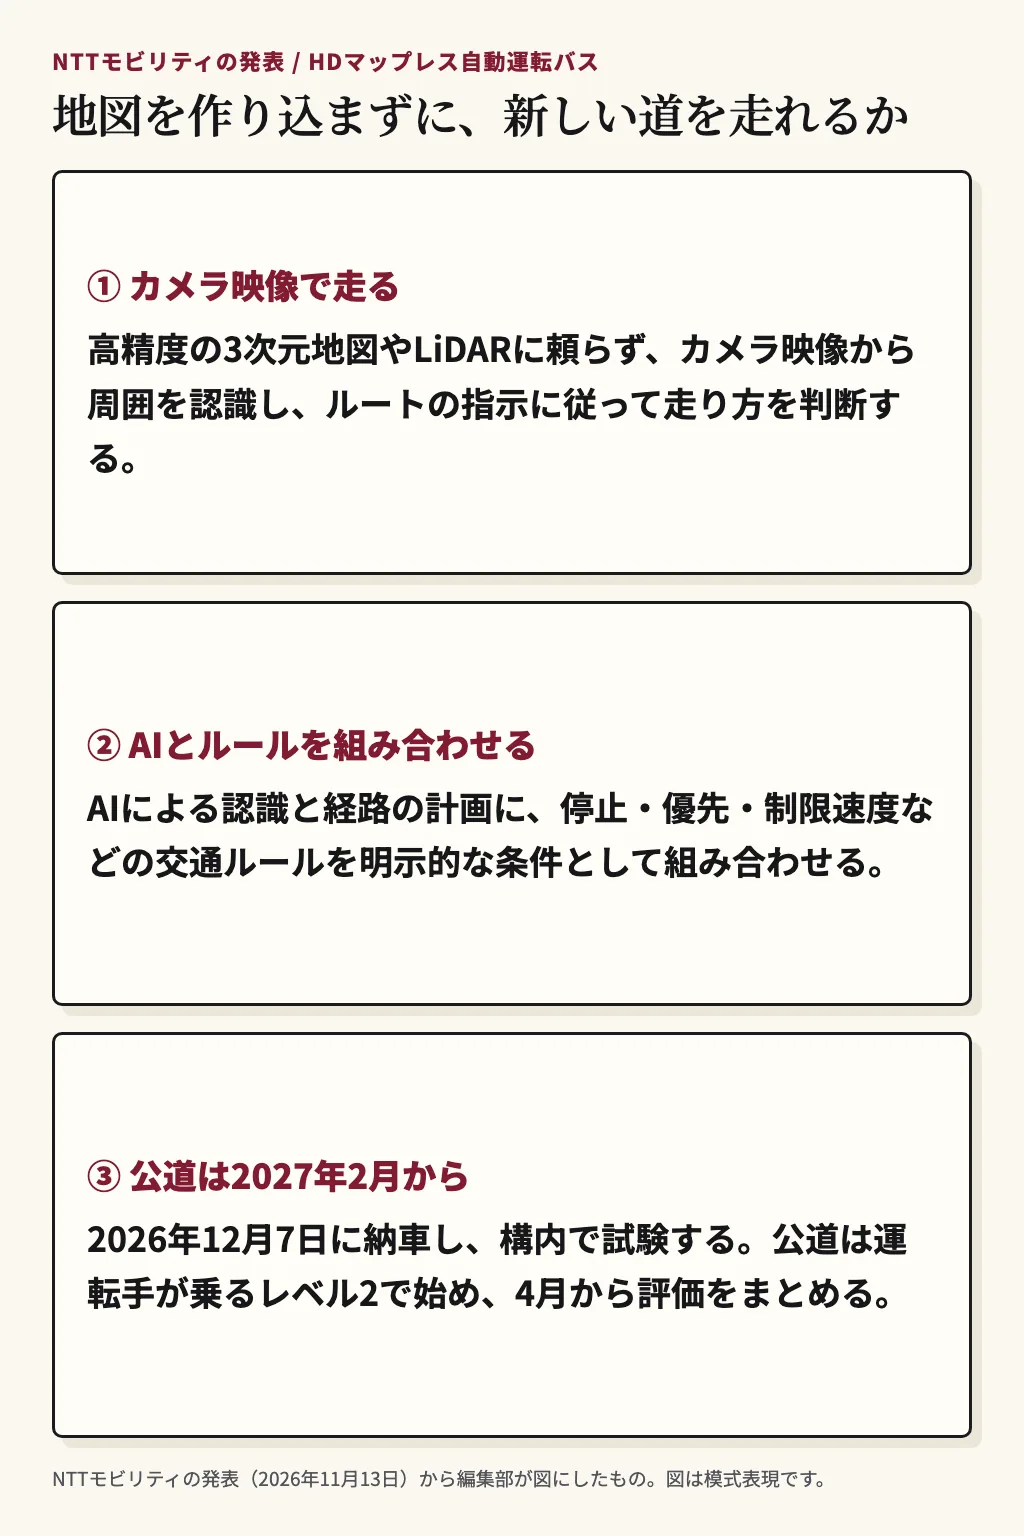 NTTモビリティの発表 / HDマップレス自動運転バス
地図を作り込まずに、新しい道を走れるか
① カメラ映像で走る
高精度の3次元地図やLiDARに頼らず、カメラ映像から
周囲を認識し、ルートの指示に従って走り方を判断す
る。
② AIとルールを組み合わせる
AIによる認識と経路の計画に、停止・優先・制限速度な
どの交通ルールを明示的な条件として組み合わせる。
③ 公道は2027年2月から
2026年12月7日に納車し、構内で試験する。公道は運
転手が乗るレベル2で始め、4月から評価をまとめる。
NTTモビリティの発表（2026年11月13日）から編集部が図にしたもの。図は模式表現です。